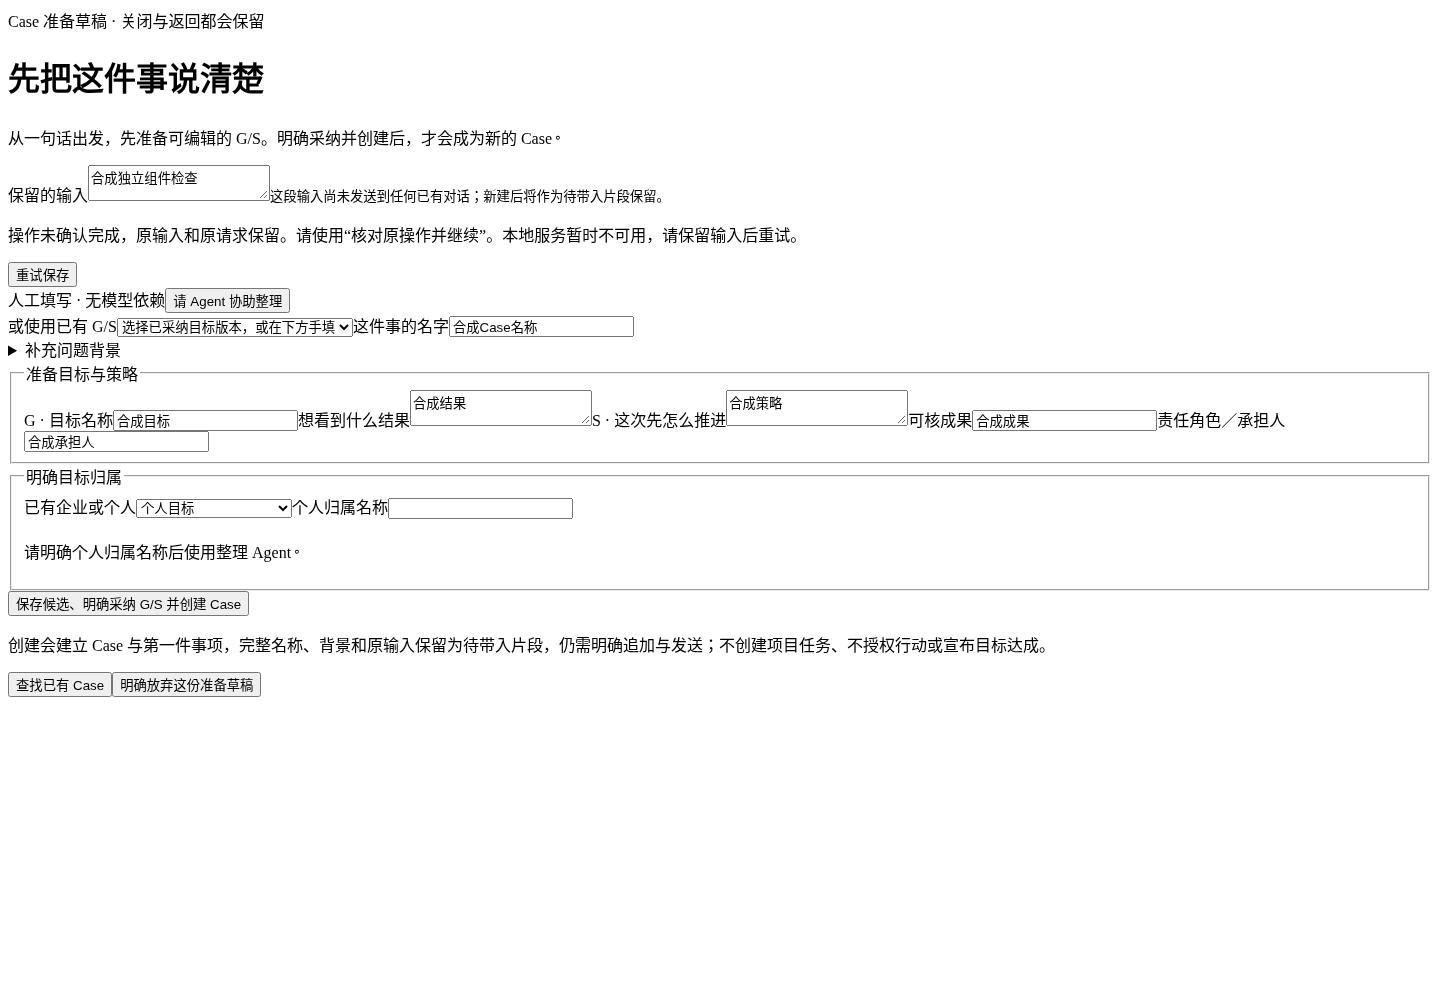 Case 准备草稿 · 关闭与返回都会保留
先把这件事说清楚
从一句话出发，先准备可编辑的 G/S。明确采纳并创建后，才会成为新的 Case。
保留的输入 合成独立组件检查 这段输入尚未发送到任何已有对话；新建后将作为待带入片段保留。
操作未确认完成，原输入和原请求保留。请使用“核对原操作并继续”。本地服务暂时不可用，请保留输入后重试。
重试保存
人工填写 · 无模型依赖 请 Agent 协助整理
或使用已有 G/S 选择已采纳目标版本，或在下方手填 这件事的名字 合成Case名称
补充问题背景
准备目标与策略
G · 目标名称 合成目标 想看到什么结果 合成结果 S · 这次先怎么推进 合成策略 可核成果 合成成果 责任角色／承担人
合成承担人
明确目标归属
已有企业或个人 个人目标 个人归属名称
请明确个人归属名称后使用整理 Agent。
保存候选、明确采纳 G/S 并创建 Case
创建会建立 Case 与第一件事项，完整名称、背景和原输入保留为待带入片段，仍需明确追加与发送；不创建项目任务、不授权行动或宣布目标达成。
查找已有 Case 明确放弃这份准备草稿